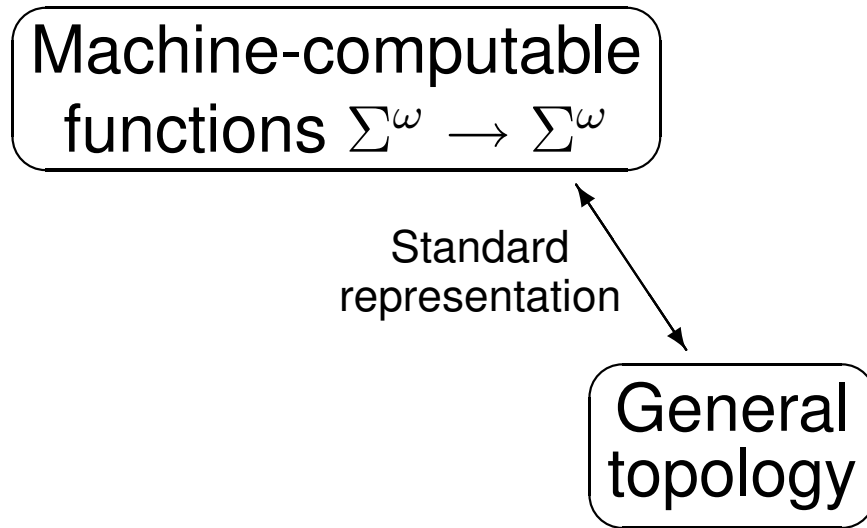 Machine-computable
functions Σ^ω → Σ^ω
Standard
representation
General
topology